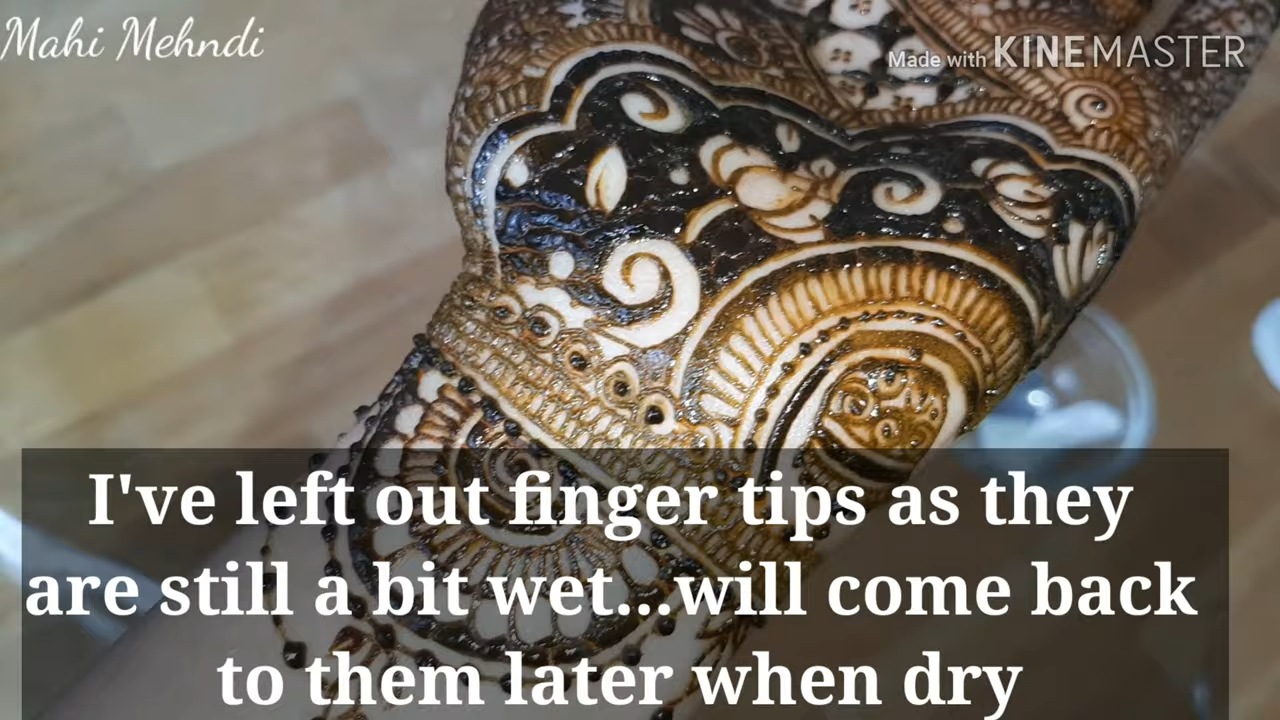 Mahi Mehndi
Made with KINEMASTER
I've left out finger tips as they
are still a bit wet...will come back
to them later when dry